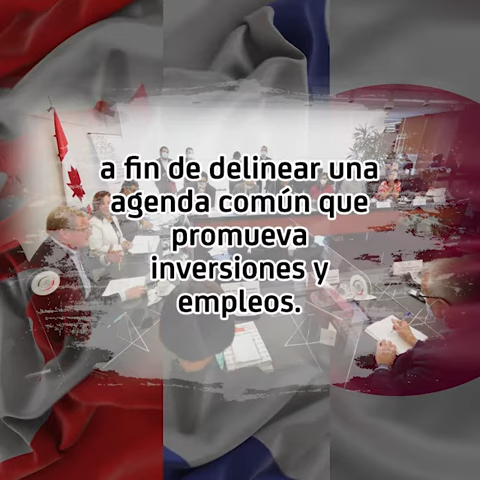 a fin de delinear una
agenda común que
promueva
inversiones y
empleos.